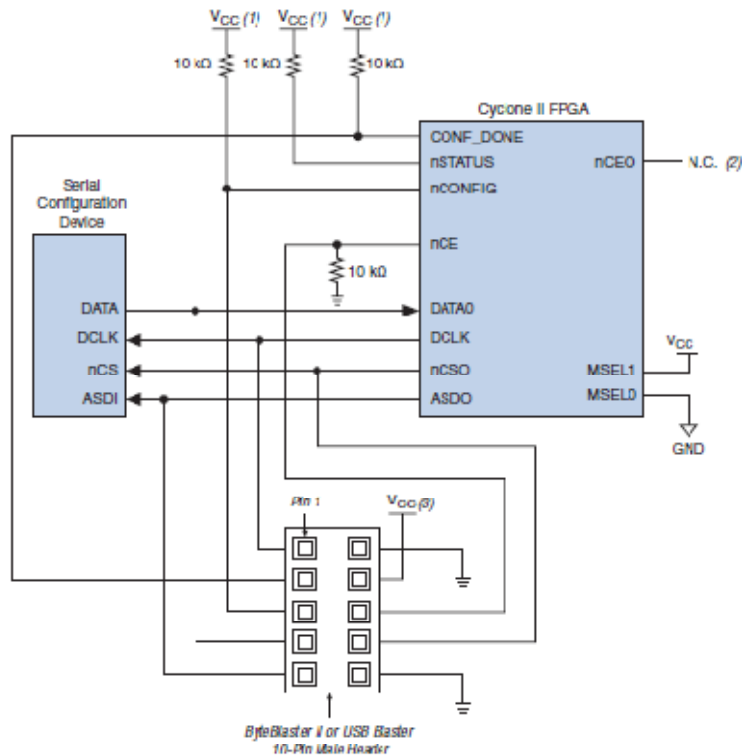 VCC (1)
VCC (1)
VCC (1)
10 kΩ
10 kΩ
10 kΩ
Cycone II FPGA
CONF_DONE
nSTATUS
nCE0
N.C. (2)
nCONFIG
Serial
Configuration
Device
nCE
10 kΩ
DATA
DATA0
DCLK
DCLK
VCC
nCS
nCSO
MSEL1
ASDI
ASDO
MSEL0
GND
Pin 1
VCC (3)
ByteBlaster II or USB Blaster
10-Pin Male Header